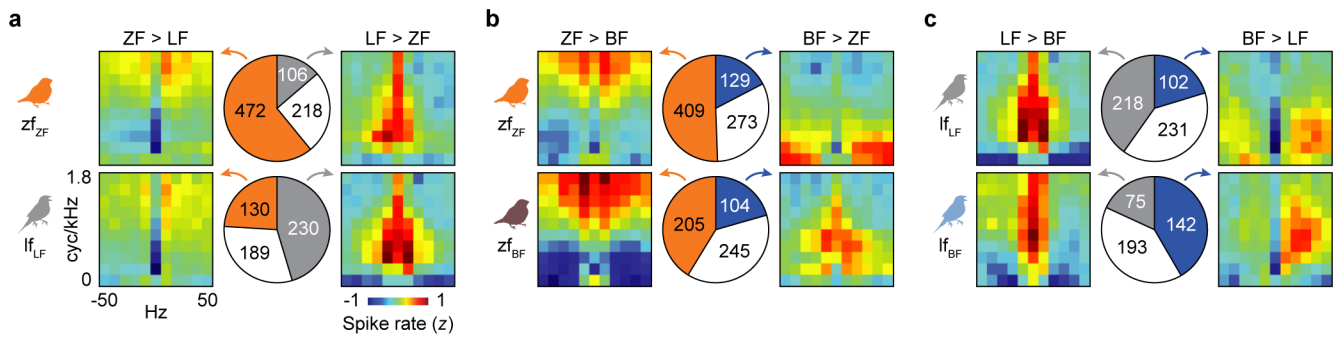 a
ZF > LF
LF > ZF
zfZF
472
106
218
lfLF
130
230
189
1.8
cyc/kHz
0
-50
50
Hz
-1
1
Spike rate (z)
b
ZF > BF
BF > ZF
zfZF
409
129
273
zfBF
205
104
245
c
LF > BF
BF > LF
lfLF
218
102
231
lfBF
75
142
193